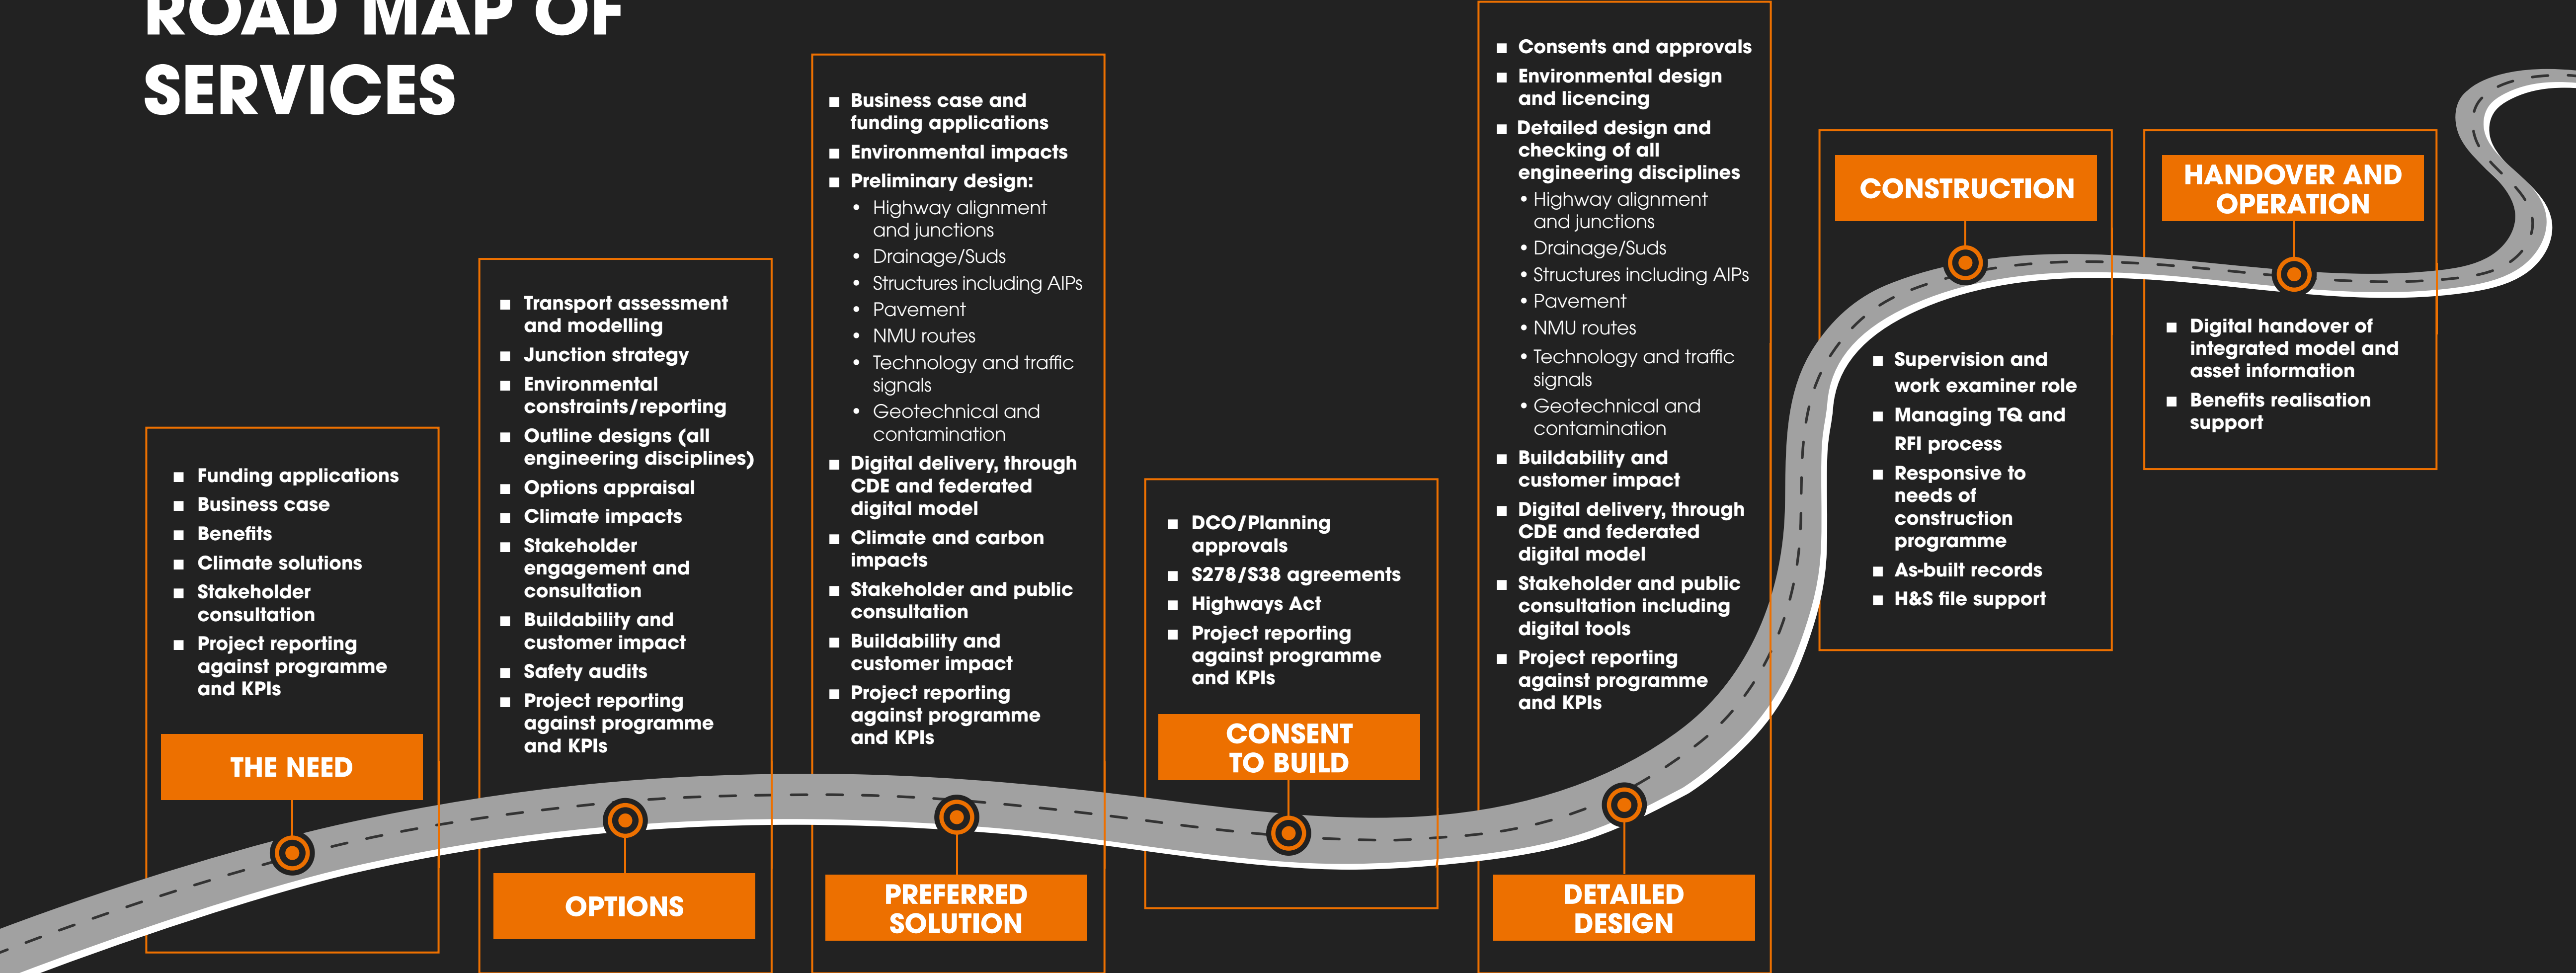 ROAD MAP OF
SERVICES
Funding applications
Business case
Benefits
Climate solutions
Stakeholder
consultation
Project reporting
against programme
and KPIs
THE NEED
Transport assessment
and modelling
Junction strategy
Environmental
constraints/reporting
Outline designs (all
engineering disciplines)
Options appraisal
Climate impacts
Stakeholder
engagement and
consultation
Buildability and
customer impact
Safety audits
Project reporting
against programme
and KPIs
OPTIONS
Business case and
funding applications
Environmental impacts
Preliminary design:
• Highway alignment
and junctions
• Drainage/Suds
• Structures including AIPs
• Pavement
• NMU routes
• Technology and traffic
signals
• Geotechnical and
contamination
Digital delivery, through
CDE and federated
digital model
Climate and carbon
impacts
Stakeholder and public
consultation
Buildability and
customer impact
Project reporting
against programme
and KPIs
PREFERRED
SOLUTION
DCO/Planning
approvals
S278/S38 agreements
Highways Act
Project reporting
against programme
and KPIs
CONSENT
TO BUILD
Consents and approvals
Environmental design
and licencing
Detailed design and
checking of all
engineering disciplines
• Highway alignment
and junctions
• Drainage/Suds
• Structures including AIPs
• Pavement
• NMU routes
• Technology and traffic
signals
• Geotechnical and
contamination
Buildability and
customer impact
Digital delivery, through
CDE and federated
digital model
Stakeholder and public
consultation including
digital tools
Project reporting
against programme
and KPIs
DETAILED
DESIGN
CONSTRUCTION
Supervision and
work examiner role
Managing TQ and
RFI process
Responsive to
needs of
construction
programme
As-built records
H&S file support
HANDOVER AND
OPERATION
Digital handover of
integrated model and
asset information
Benefits realisation
support